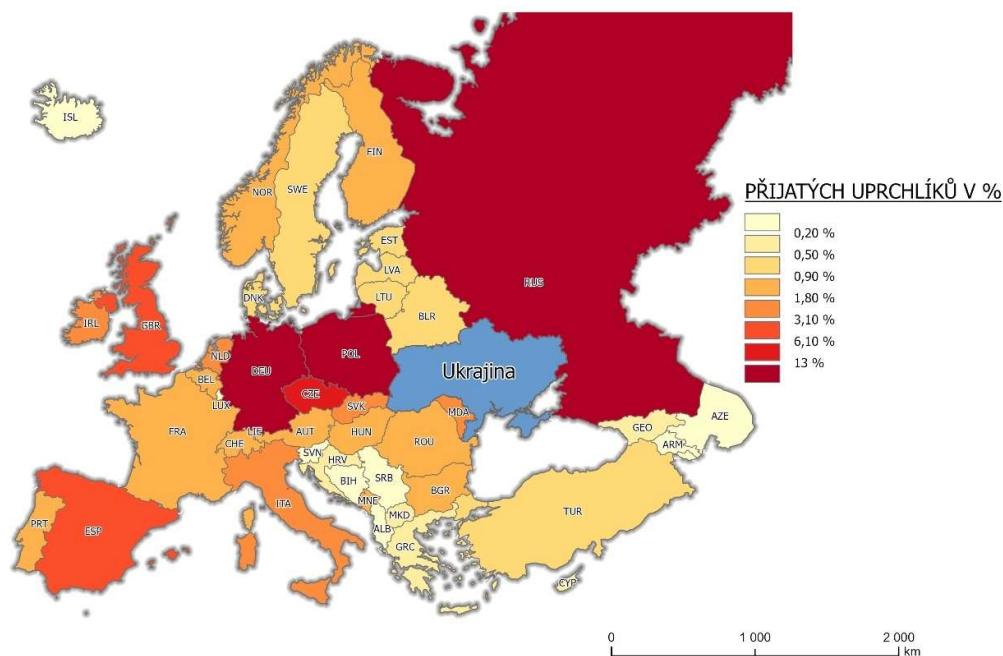 ISL
FIN
NOR
SWE
PŘIJATÝCH UPRCHLÍKŮ V %
0,20 %
0,50 %
0,90 %
1,80 %
3,10 %
6,10 %
13 %
EST
LVA
RUS
DNK
LTU
IRL
GBR
BLR
NLD
POL
DEU
Ukrajina
BEL
CZE
LUX
SVK
MDA
AZE
LIE
AUT
FRA
CHE
HUN
ROU
GEO
ARM
SVN
HRV
SRB
BIH
BGR
MNE
ITA
PRT
ESP
MKD
TUR
ALB
GRC
CYP
0 1 000 2 000
km